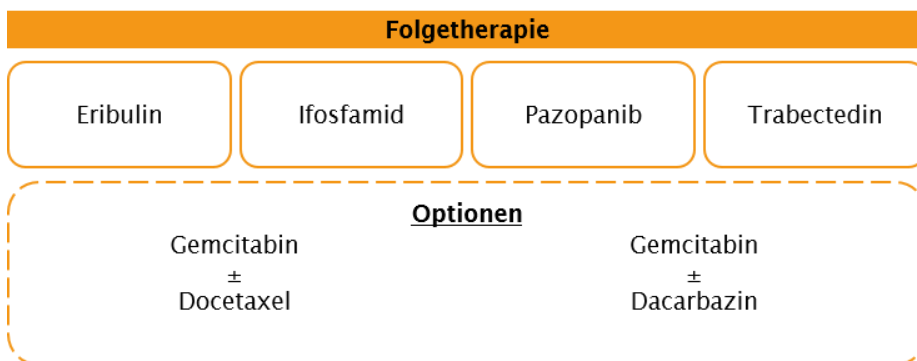 Folgetherapie
Eribulin
Ifosfamid
Pazopanib
Trabectedin
Optionen
Gemcitabin
±
Docetaxel
Gemcitabin
±
Dacarbazin